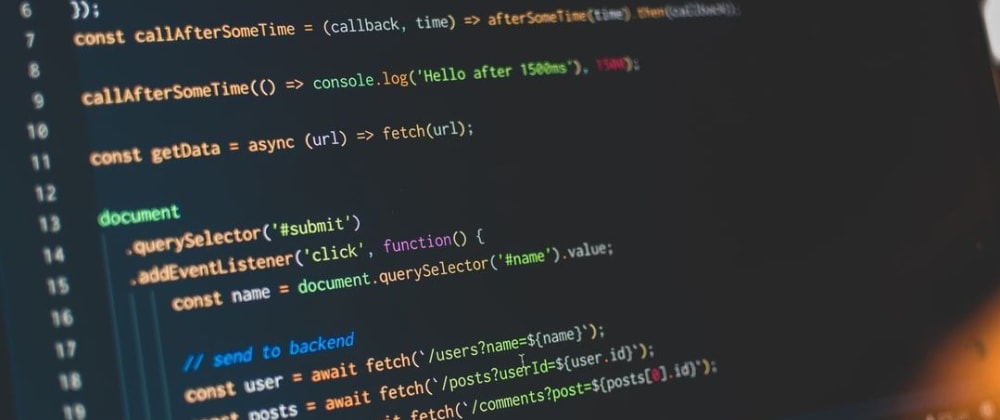 6 });
7 const callAfterSomeTime = (callback, time) => afterSomeTime(time).then(callback);
8
9 callAfterSomeTime(() => console.log('Hello after 1500ms'), 1500);
10
11 const getData = async (url) => fetch(url);
12
13 document
14 .querySelector('#submit')
15 .addEventListener('click', function() {
16 const name = document.querySelector('#name').value;
17
18 // send to backend
19 const user = await fetch(`/users?name=${name}`);
posts = await fetch(`/posts?userId=${user.id}`);
fetch(`/comments?post=${posts[0].id}`);